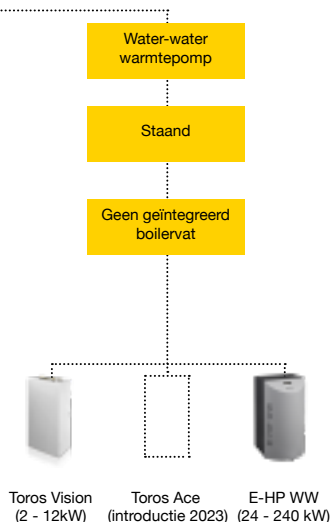 Water-water
warmtepomp
Staand
Geen geïntegreerd
boilervat
Toros Vision
(2 - 12kW)
Toros Ace
(introductie 2023)
E-HP WW
(24 - 240 kW)